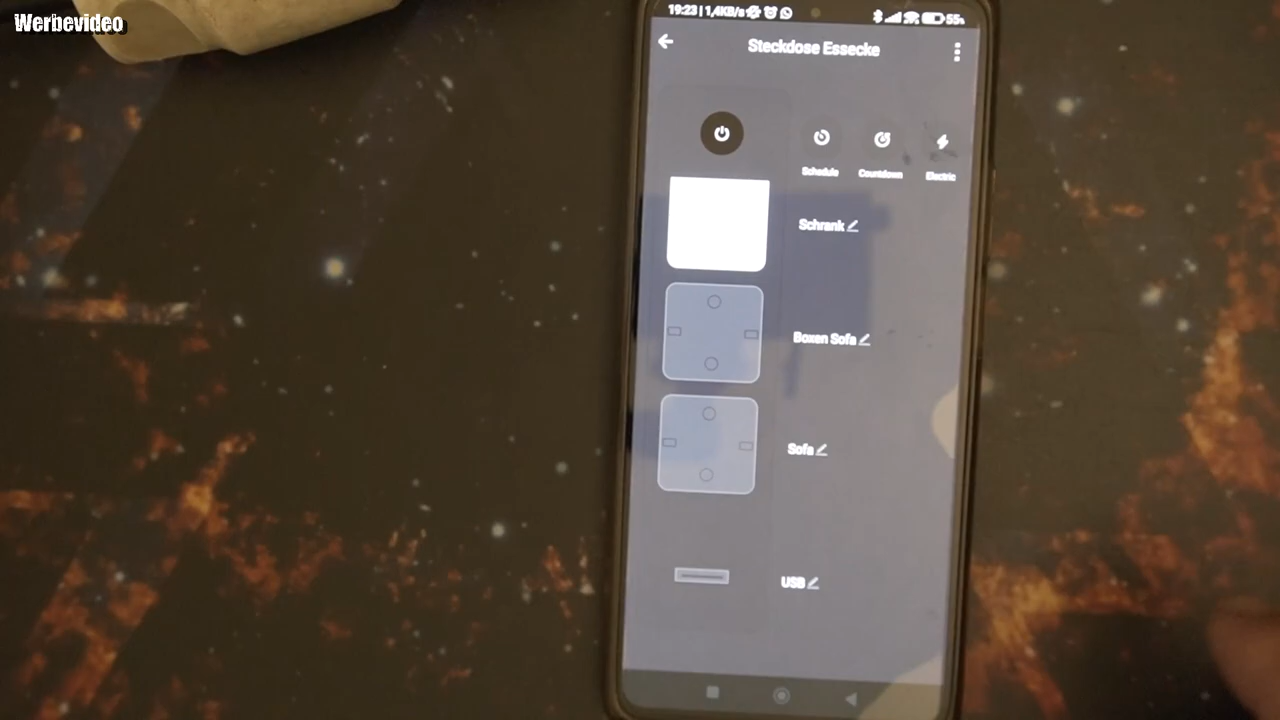 Werbevideo
19:23 | 1,4KB/s
55%
Steckdose Essecke
Schedule
Countdown
Electric
Schrank
Boxen Sofa
Sofa
USB